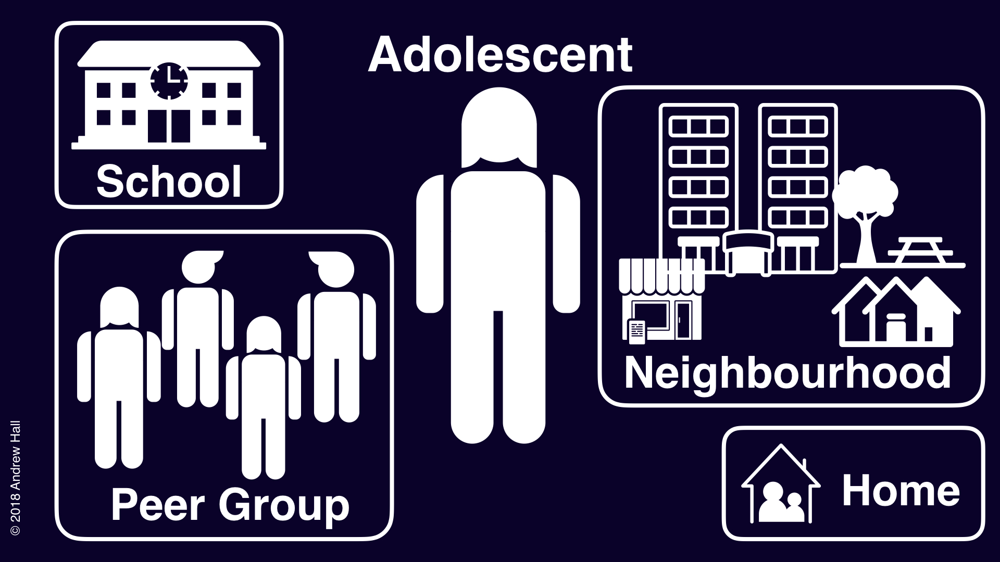 Adolescent
School
Neighbourhood
Peer Group
Home
© 2018 Andrew Hall